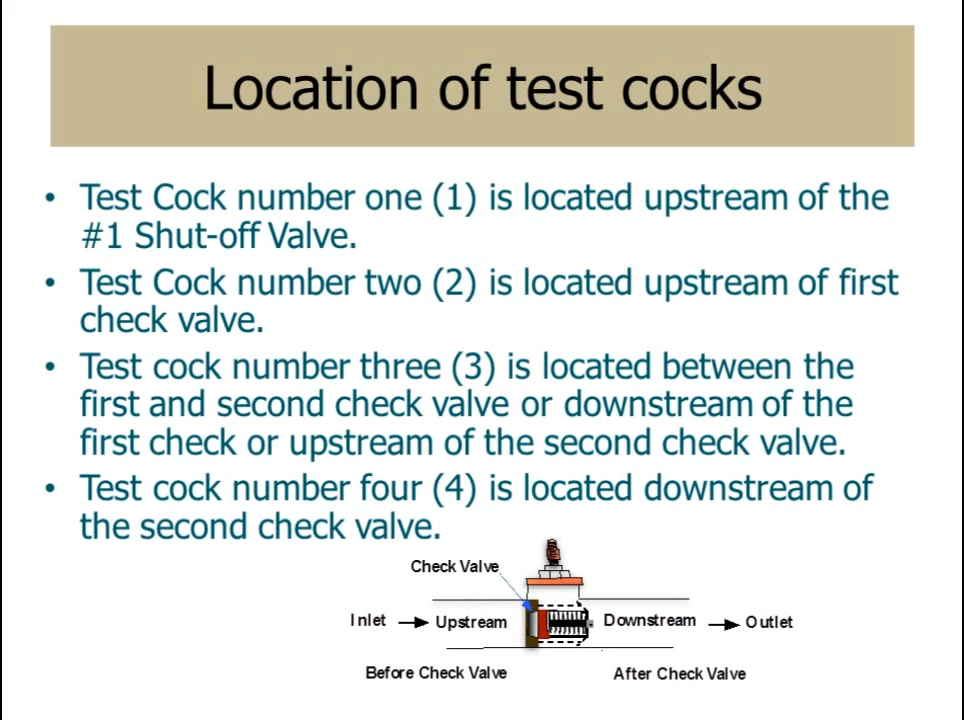 Location of test cocks
• Test Cock number one (1) is located upstream of the
#1 Shut-off Valve.
• Test Cock number two (2) is located upstream of first
check valve.
• Test cock number three (3) is located between the
first and second check valve or downstream of the
first check or upstream of the second check valve.
• Test cock number four (4) is located downstream of
the second check valve.
Check Valve
Inlet Upstream Downstream Outlet
Before Check Valve After Check Valve